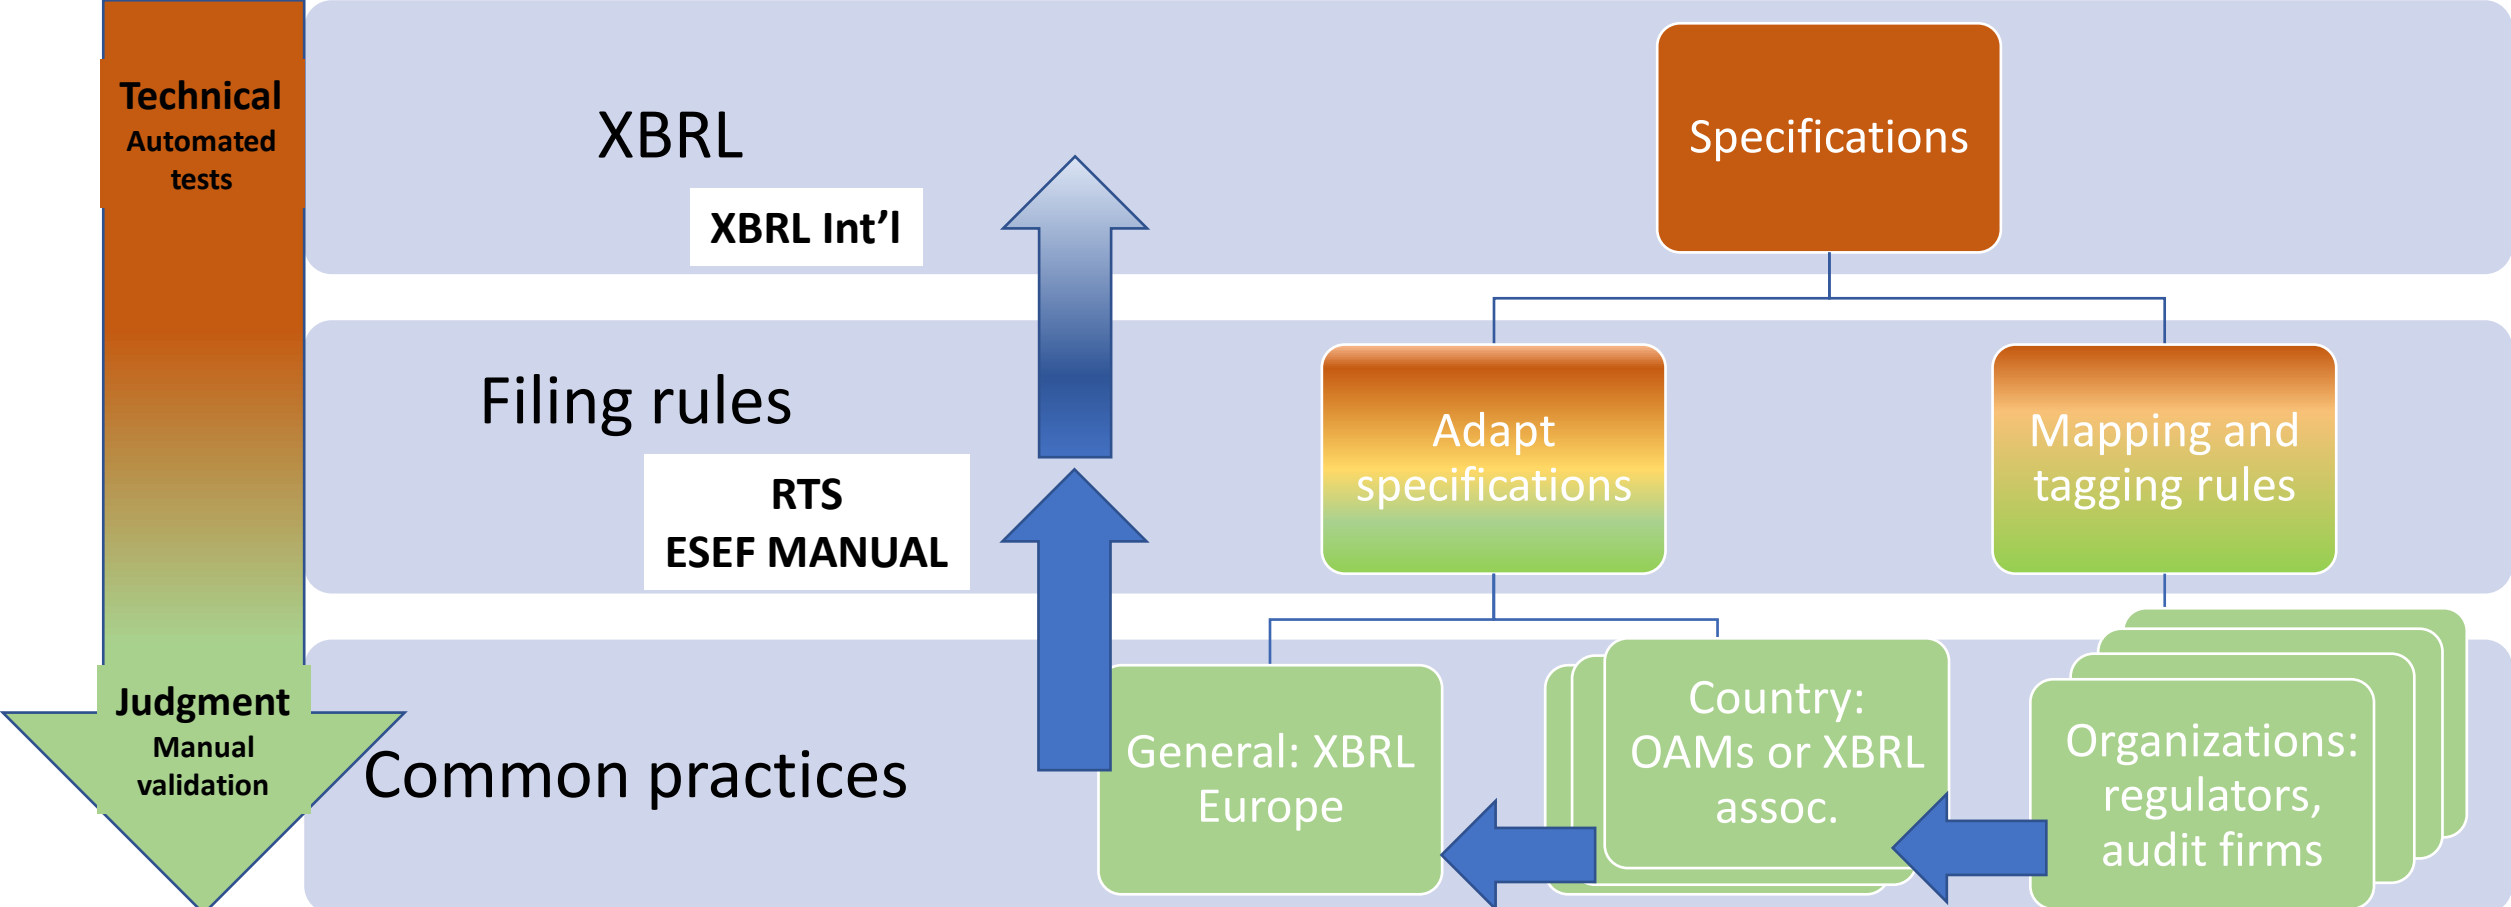 Technical
Automated
tests
XBRL
XBRL Int’l
Specifications
Filing rules
RTS
ESEF MANUAL
Adapt
specifications
Mapping and
tagging rules
Judgment
Manual
validation
Common practices
General: XBRL
Europe
Country:
OAMs or XBRL
assoc.
Organizations:
regulators,
audit firms